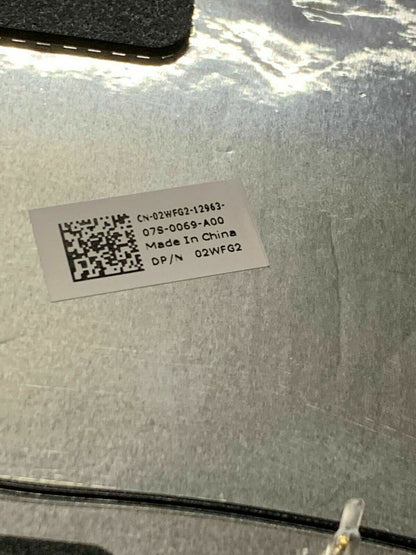 CN-02WFG2-12963-
07S-0069-A00
Made In China
DP/N 02WFG2